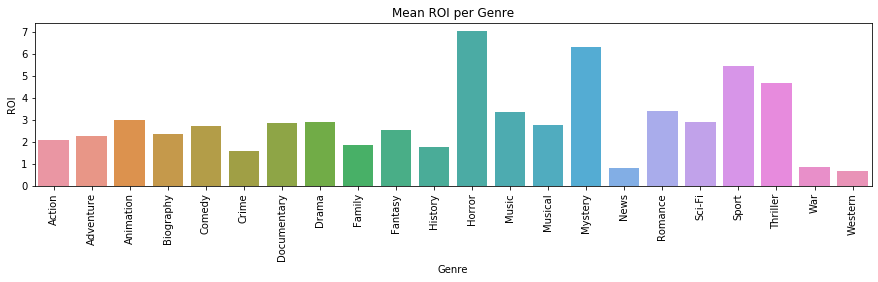 Mean ROI per Genre
ROI
7
6
5
4
3
2
1
0
Action
Adventure
Animation
Biography
Comedy
Crime
Documentary
Drama
Family
Fantasy
History
Horror
Music
Musical
Mystery
News
Romance
Sci-Fi
Sport
Thriller
War
Western
Genre